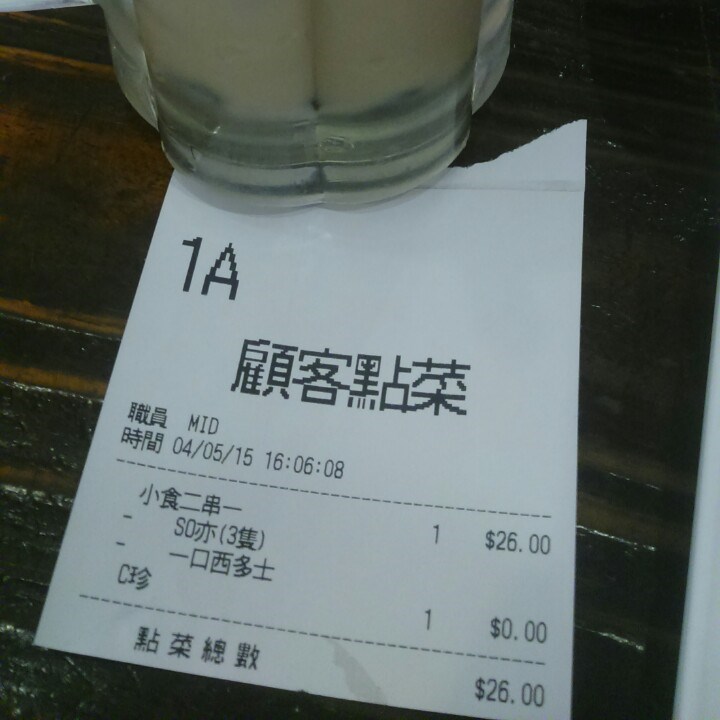 1A
顧客點菜
職員 MID
時間 04/05/15 16:06:08
小食二串一 1 $26.00
- SO亦(3隻)
- 一口西多士
C珍 1 $0.00
點菜總數 $26.00